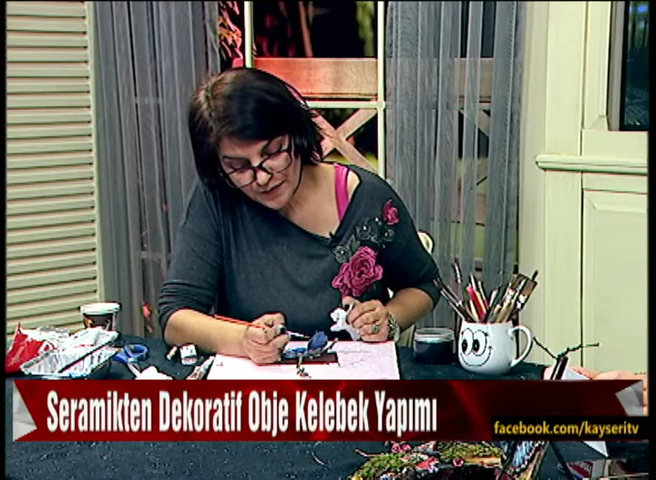 Seramikten Dekoratif Obje Kelebek Yapımı
facebook.com/kayseritv